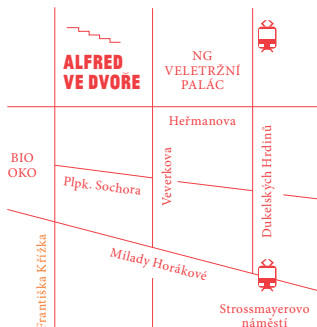 ALFRED
VE DVOŘE
NG
VELETRŽNÍ
PALÁC
Heřmanova
BIO
OKO
Plpk. Sochora
Veverkova
Dukelských Hrdinů
Milady Horákové
Františka Křížka
Strossmayerovo
náměstí